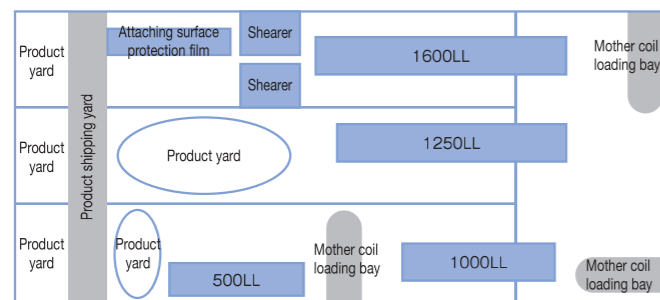 Product
yard
Attaching surface
protection film
Shearer
Shearer
1600LL
Mother coil
loading bay
Product shipping yard
Product
yard
Product yard
1250LL
Product
yard
Product
yard
500LL
Mother coil
loading bay
1000LL
Mother coil
loading bay